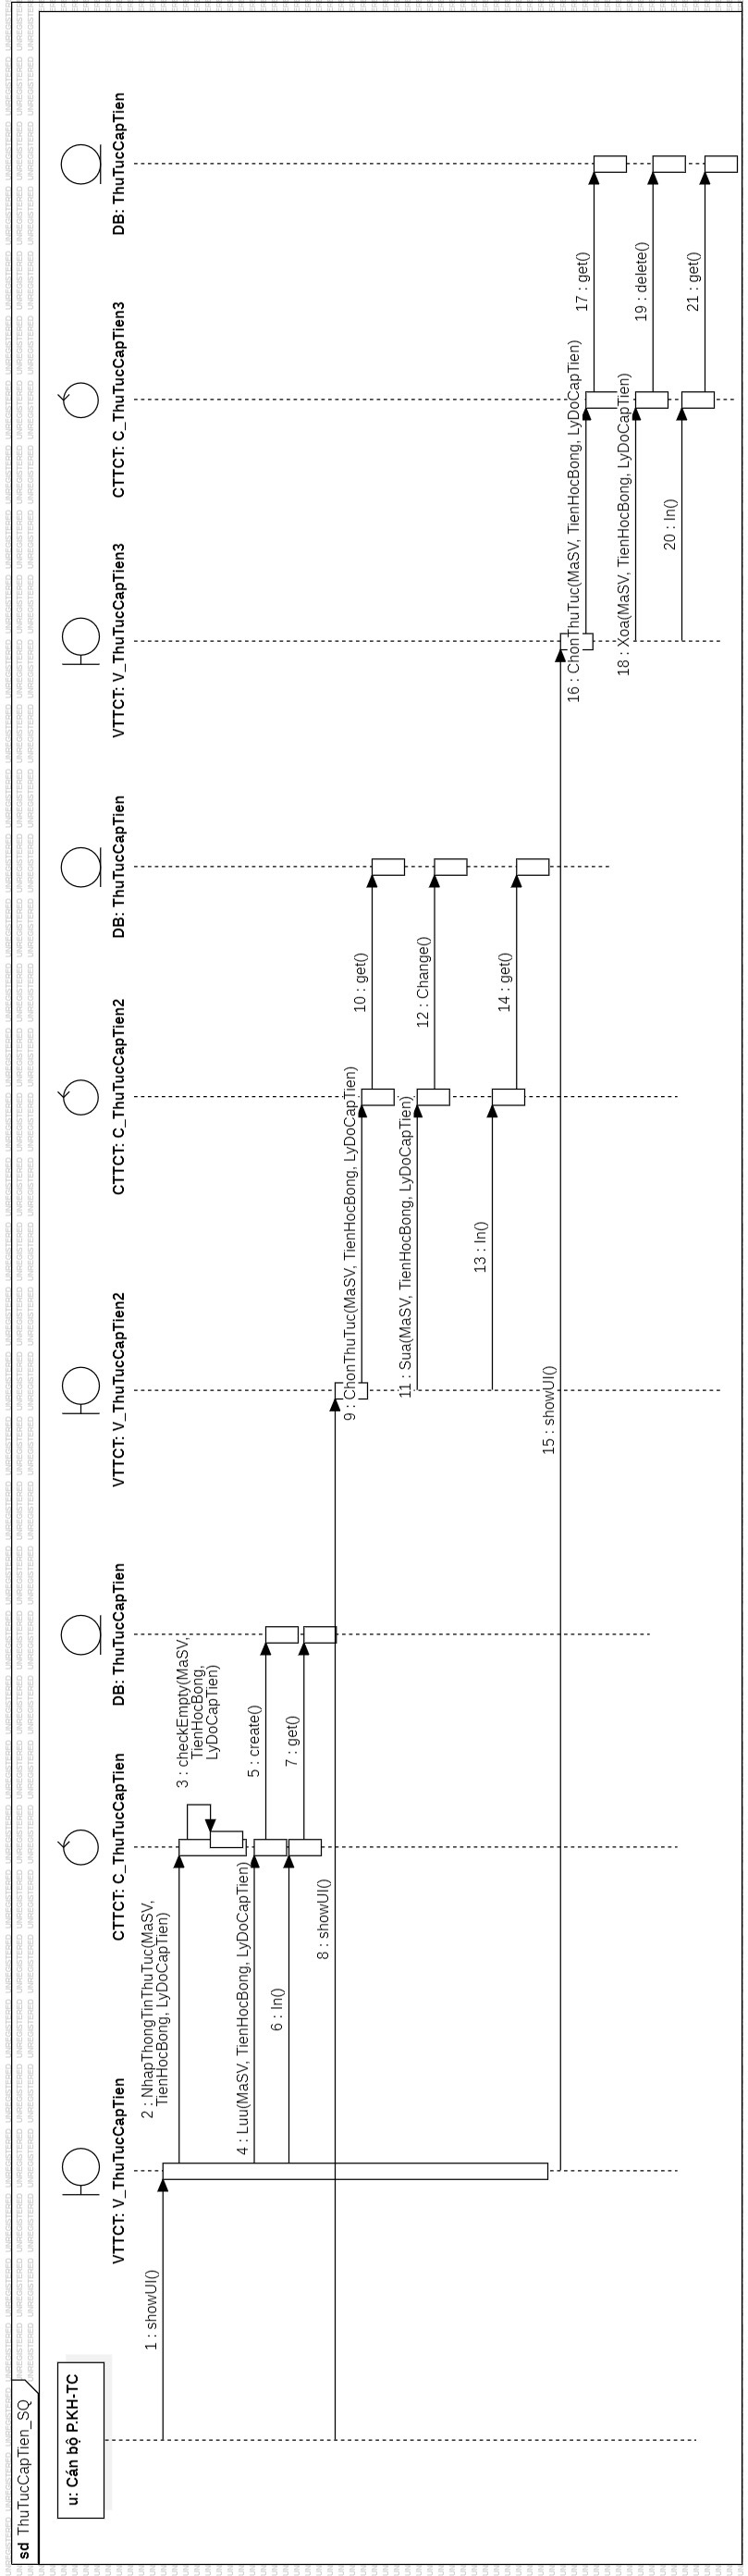 sd ThuTucCapTien_SQ
u: Cán bộ P.KH-TC
VTTCT: V_ThuTucCapTien
CTTCT: C_ThuTucCapTien
DB: ThuTucCapTien
VTTCT: V_ThuTucCapTien2
CTTCT: C_ThuTucCapTien2
DB: ThuTucCapTien
VTTCT: V_ThuTucCapTien3
CTTCT: C_ThuTucCapTien3
DB: ThuTucCapTien
1 : showUI()
2 : NhapThongTinThuTuc(MaSV,
TienHocBong, LyDoCapTien)
3 : checkEmpty(MaSV,
TienHocBong,
LyDoCapTien)
4 : Luu(MaSV, TienHocBong, LyDoCapTien)
5 : create()
6 : In()
7 : get()
8 : showUI()
9 : ChonThuTuc(MaSV, TienHocBong, LyDoCapTien)
10 : get()
11 : Sua(MaSV, TienHocBong, LyDoCapTien)
12 : Change()
13 : In()
14 : get()
15 : showUI()
16 : ChonThuTuc(MaSV, TienHocBong, LyDoCapTien)
17 : get()
18 : Xoa(MaSV, TienHocBong, LyDoCapTien)
19 : delete()
20 : In()
21 : get()